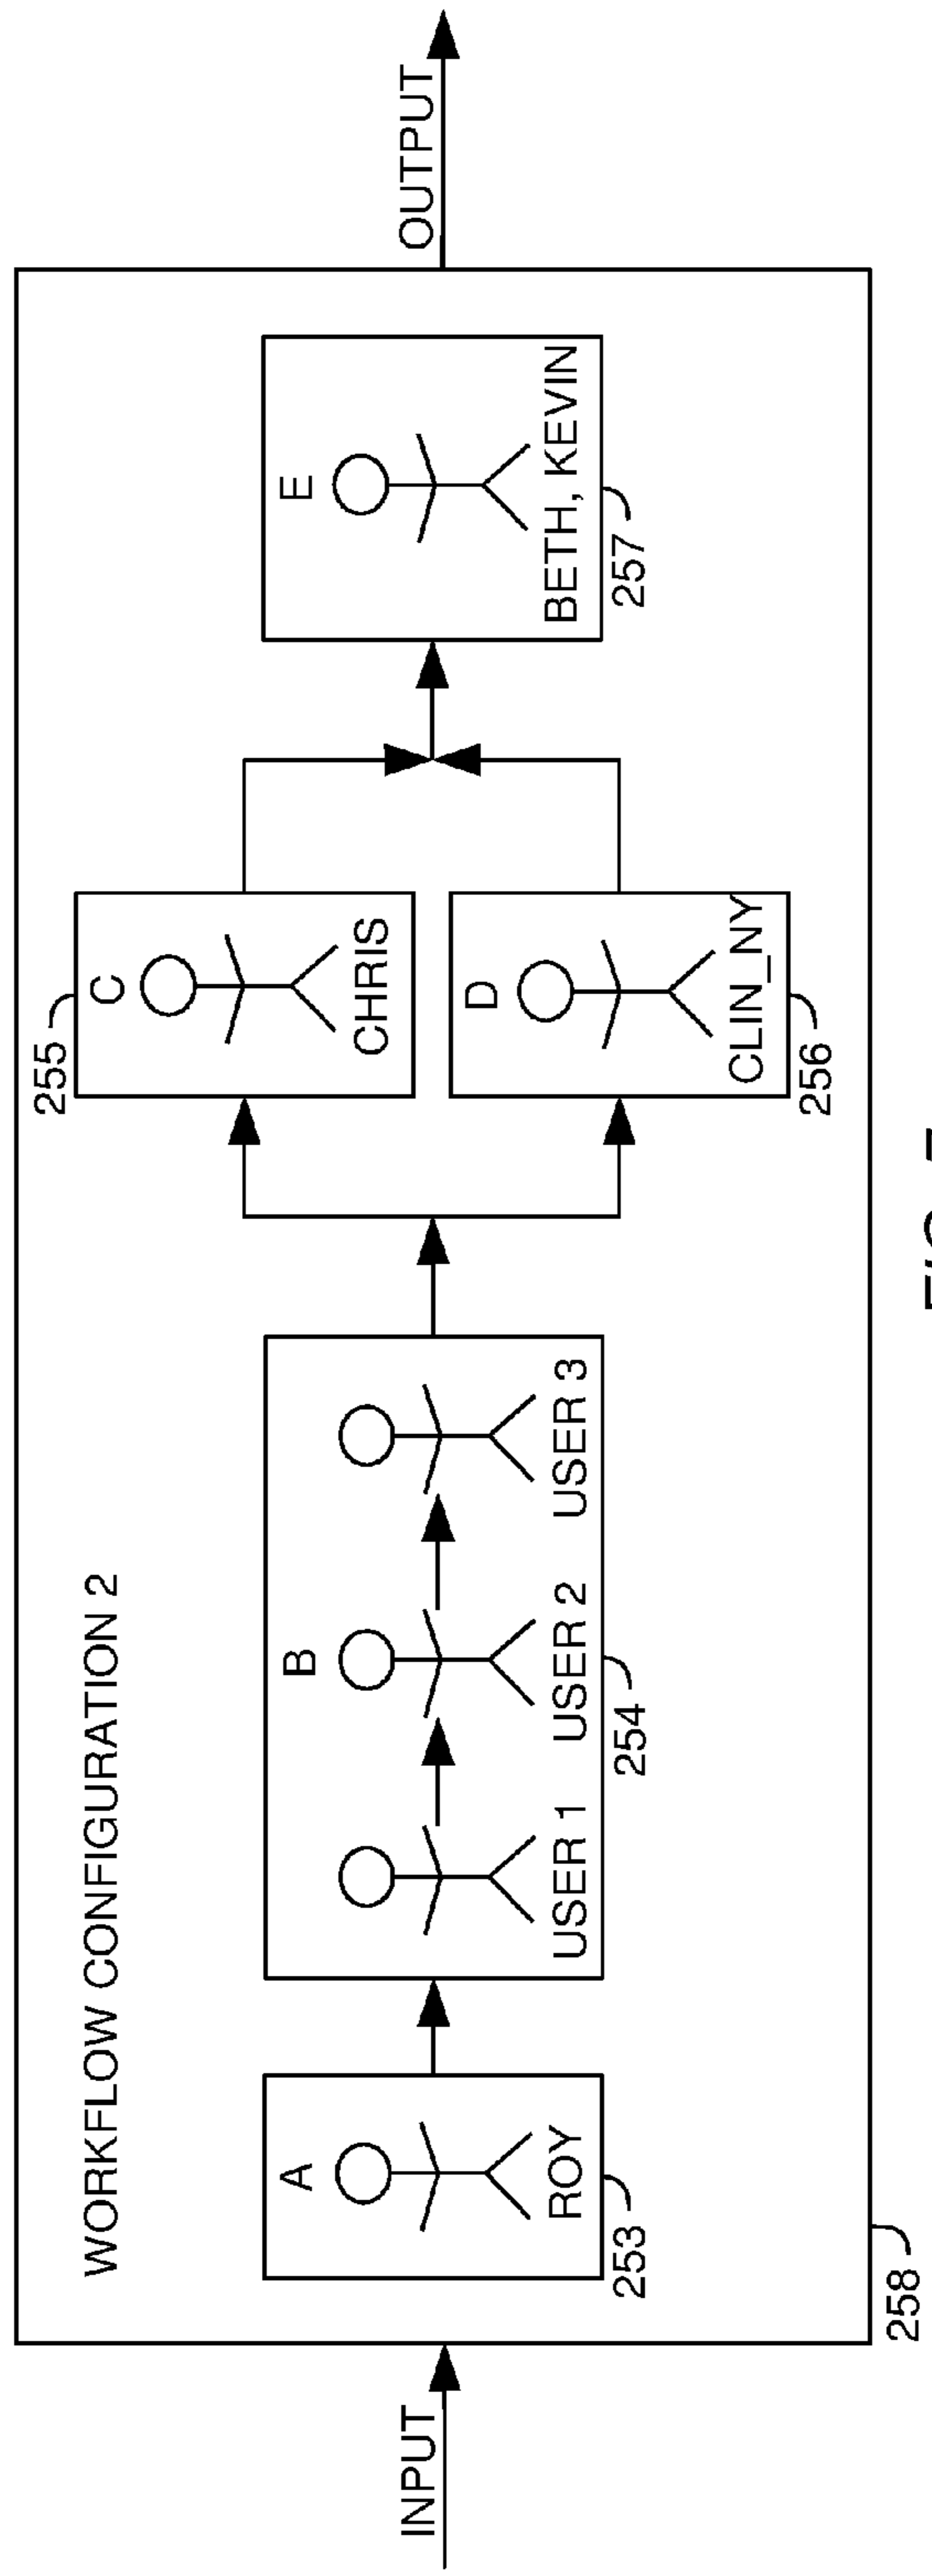 WORKFLOW CONFIGURATION 2
INPUT
A
ROY
253
B
USER 1
USER 2
USER 3
254
C
CHRIS
255
D
CLIN_NY
256
E
BETH, KEVIN
257
OUTPUT
258